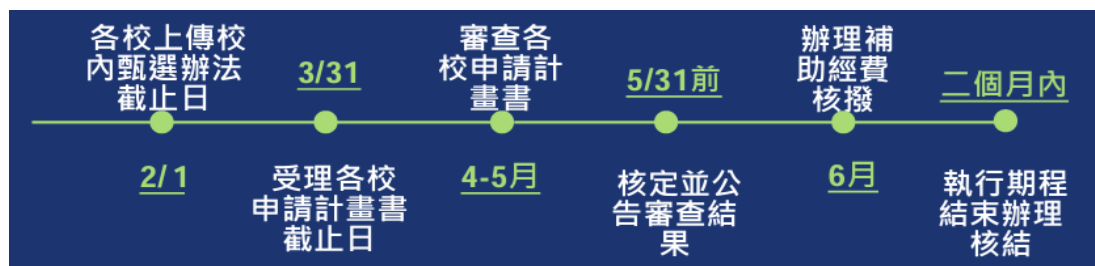 各校上傳校
內甄選辦法
截止日
2/ 1
3/31
受理各校
申請計畫書
截止日
審查各
校申請計
畫書
4-5月
5/31前
核定並公
告審查結
果
辦理補
助經費
核撥
6月
二個月內
執行期程
結束辦理
核結